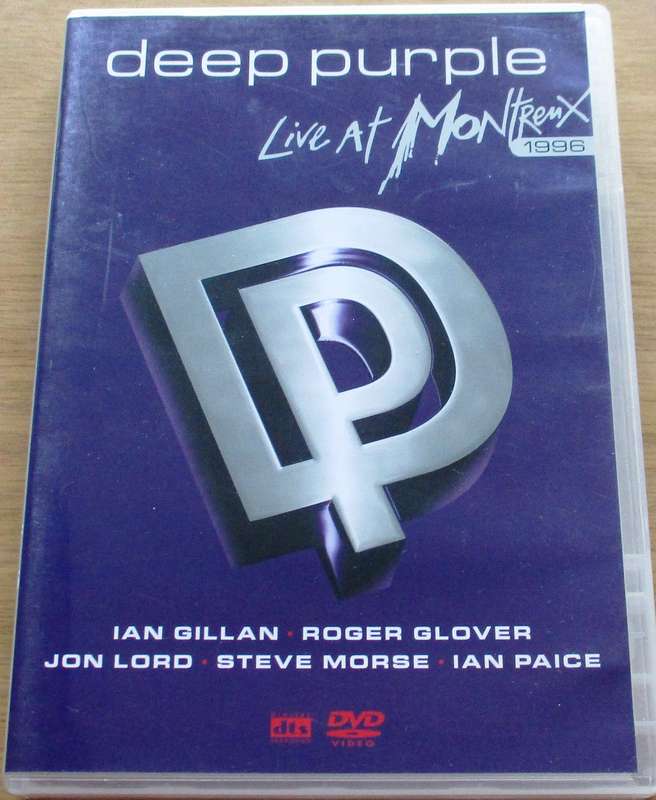 deep purple
Live At Montreux
1996
DP
IAN GILLAN · ROGER GLOVER
JON LORD · STEVE MORSE · IAN PAICE
dts DVD
VIDEO